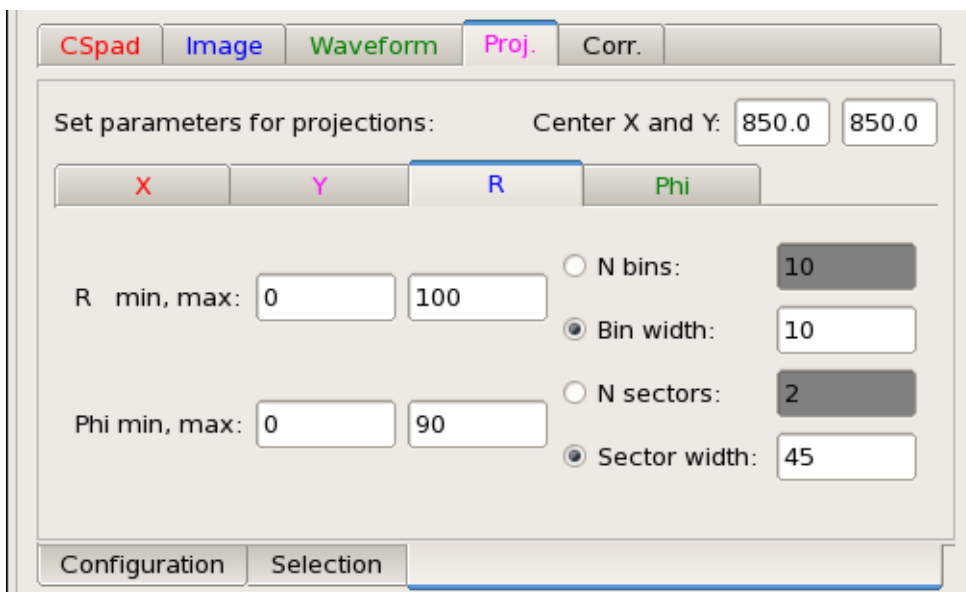 CSpad Image Waveform Proj. Corr.
Set parameters for projections: Center X and Y: 850.0 850.0
X Y R Phi
N bins: 10
R min, max: 0 100
Bin width: 10
N sectors: 2
Phi min, max: 0 90
Sector width: 45
Configuration Selection